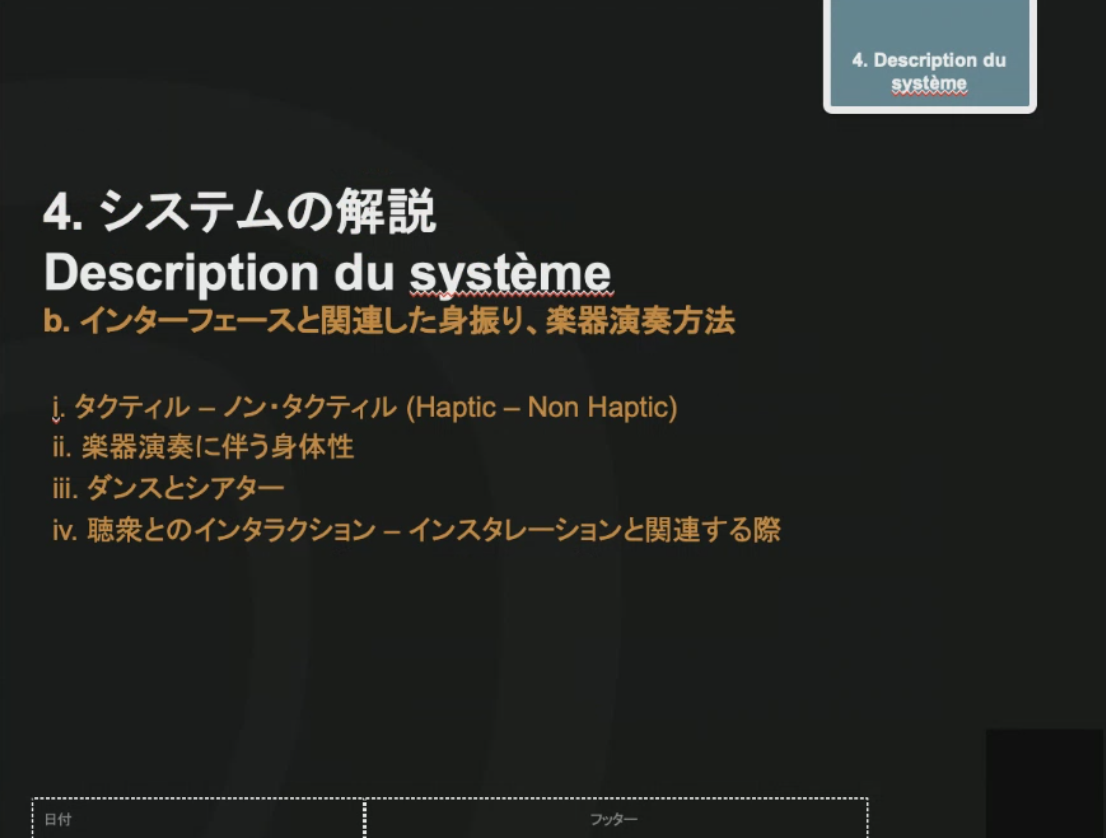 4. Description du
système
4. システムの解説
Description du système
b. インターフェースと関連した身振り、楽器演奏方法
i. タクティル – ノン・タクティル (Haptic – Non Haptic)
ii. 楽器演奏に伴う身体性
iii. ダンスとシアター
iv. 聴衆とのインタラクション – インスタレーションと関連する際
日付
フッター